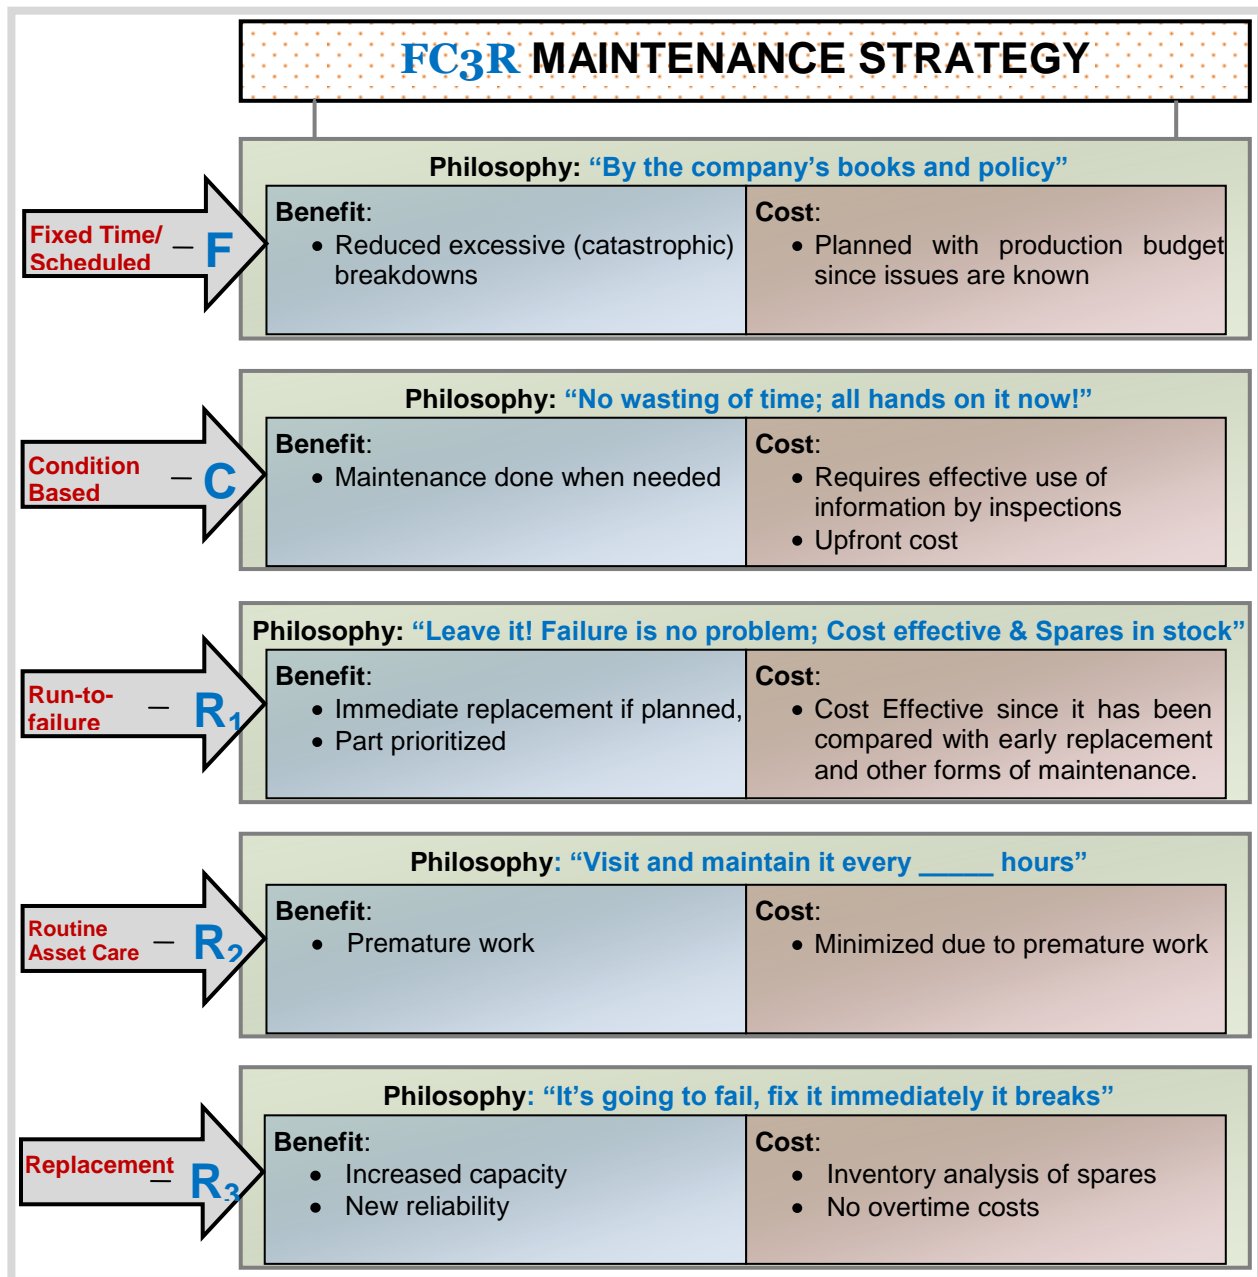 FC3R MAINTENANCE STRATEGY
Philosophy: “By the company’s books and policy”
Fixed Time/
Scheduled
– F
Benefit:
• Reduced excessive (catastrophic)
breakdowns
Cost:
• Planned with production budget
since issues are known
Philosophy: “No wasting of time; all hands on it now!”
Condition
Based
– C
Benefit:
• Maintenance done when needed
Cost:
• Requires effective use of
information by inspections
• Upfront cost
Philosophy: “Leave it! Failure is no problem; Cost effective & Spares in stock”
Run-to-
failure
– R1
Benefit:
• Immediate replacement if planned,
• Part prioritized
Cost:
• Cost Effective since it has been
compared with early replacement
and other forms of maintenance.
Philosophy: “Visit and maintain it every _____ hours”
Routine
Asset Care
– R2
Benefit:
• Premature work
Cost:
• Minimized due to premature work
Philosophy: “It’s going to fail, fix it immediately it breaks”
Replacement
– R3
Benefit:
• Increased capacity
• New reliability
Cost:
• Inventory analysis of spares
• No overtime costs